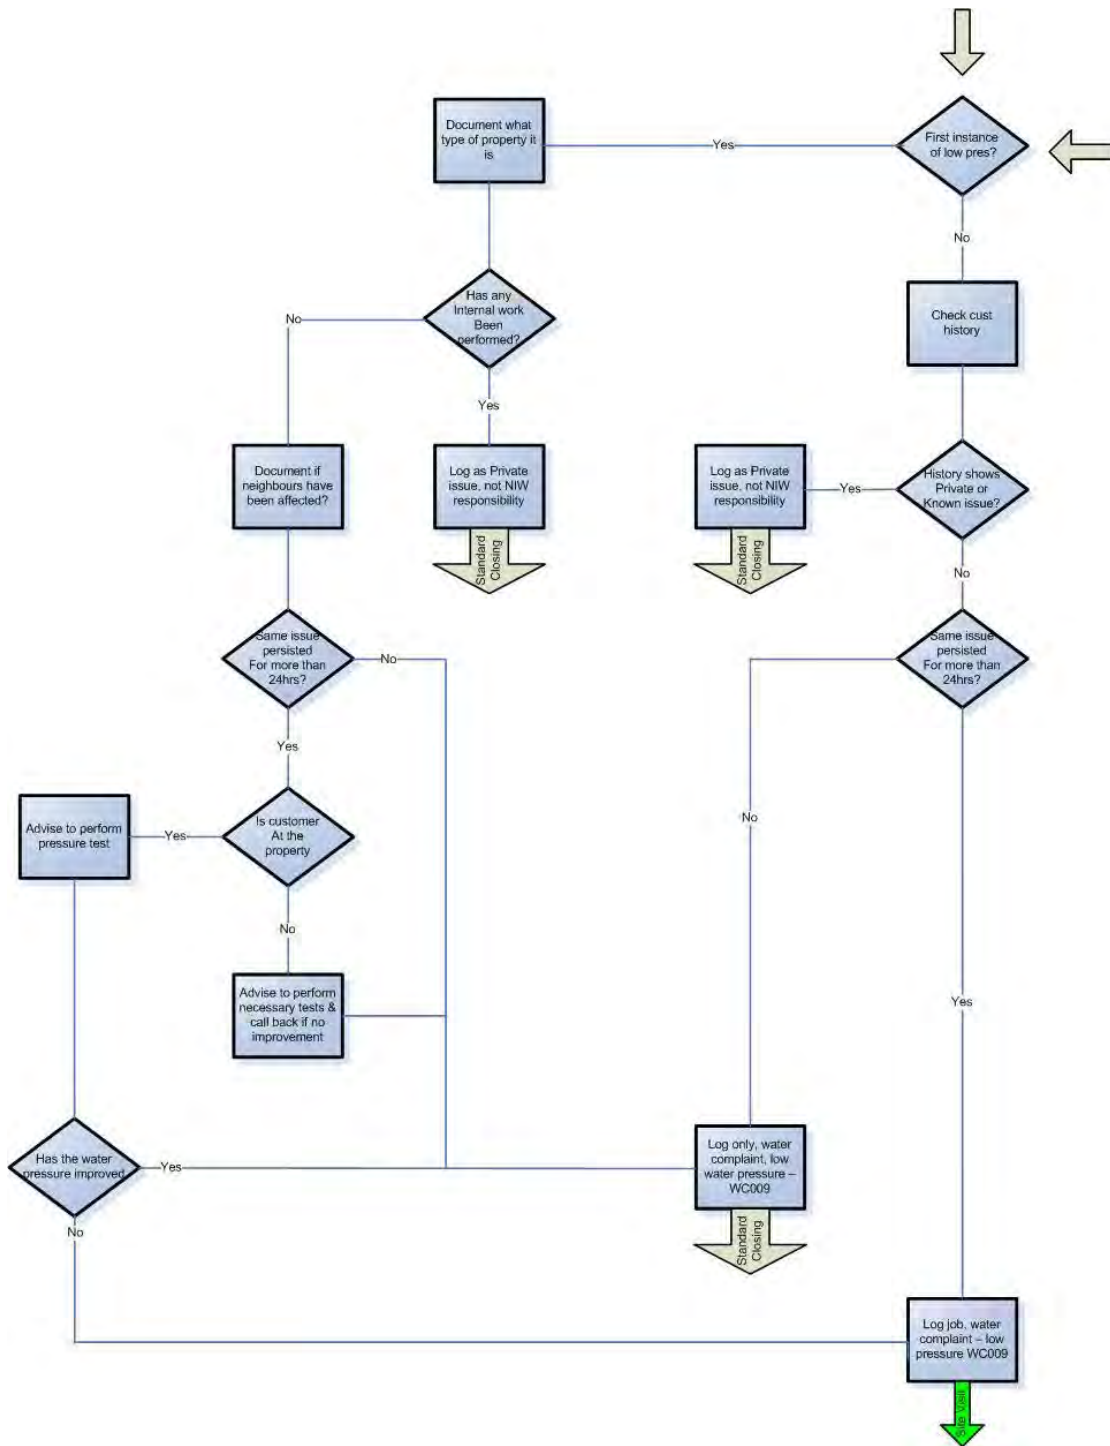 First instance
of low pres?
Yes
Document what
type of property it
is
No
Has any
Internal work
Been
performed?
No
Check cust
history
Yes
Document if
neighbours have
been affected?
Log as Private
issue, not NIW
responsibility
Standard
Closing
Log as Private
issue, not NIW
responsibility
Standard
Closing
Yes
History shows
Private or
Known issue?
No
Same issue
persisted
For more than
24hrs?
No
Same issue
persisted
For more than
24hrs?
No
Yes
Advise to perform
pressure test
Yes
Is customer
At the
property
No
No
Advise to perform
necessary tests &
call back if no
improvement
Yes
Has the water
pressure improved
Yes
Log only, water
complaint, low
water pressure –
WC009
Standard
Closing
No
Log job, water
complaint – low
pressure WC009
Site Visit